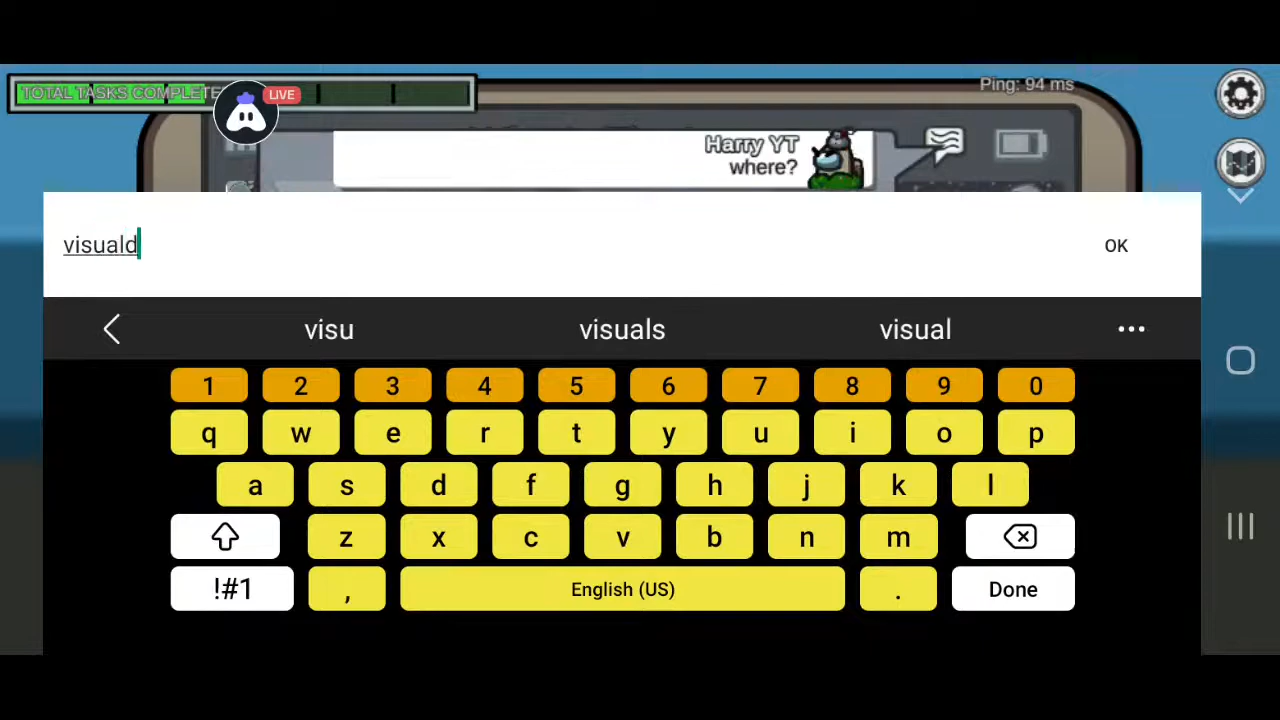 TOTAL TASKS COMPLETE
LIVE
Ping: 94 ms
Harry YT
where?
visuald
OK
visu visuals visual
1 2 3 4 5 6 7 8 9 0
q w e r t y u i o p
a s d f g h j k l
z x c v b n m
!#1 , English (US) . Done